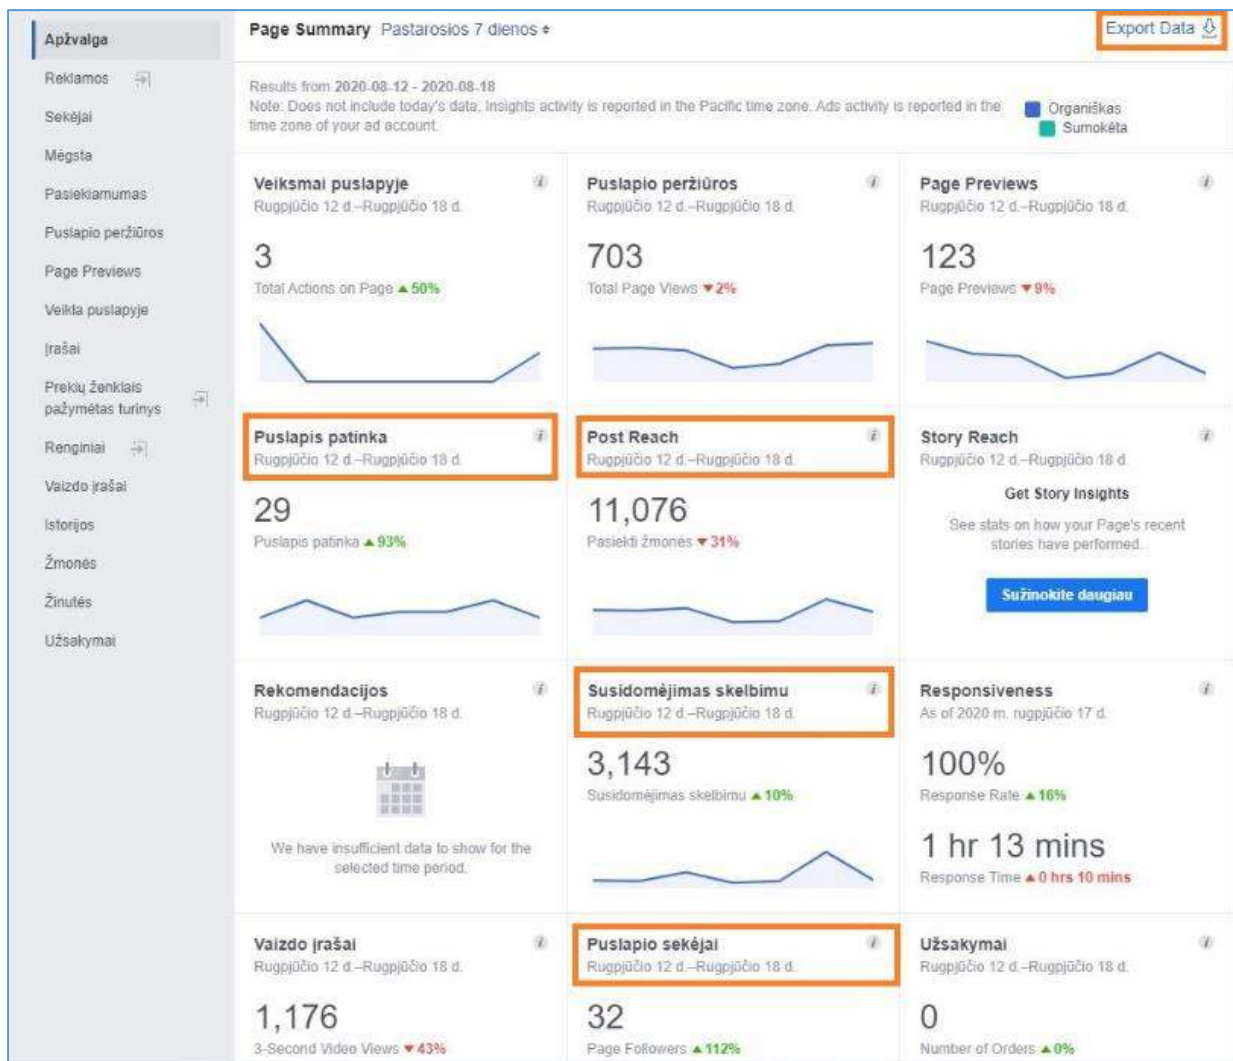 Apžvalga
Reklamos
Sekėjai
Mėgsta
Pasiekiamumas
Puslapio peržiūros
Page Previews
Veikla puslapyje
Įrašai
Prekių ženklais
pažymėtas turinys
Renginiai
Vaizdo įrašai
Istorijos
Žmonės
Žinutės
Užsakymai
Page Summary Pastarosios 7 dienos
Export Data
Results from 2020-08-12 - 2020-08-18
Note: Does not include today's data. Insights activity is reported in the Pacific time zone. Ads activity is reported in the
time zone of your ad account.
Organiškas
Sumokėta
Veiksmai puslapyje
Rugpjūčio 12 d.–Rugpjūčio 18 d.
3
Total Actions on Page ▲ 50%
Puslapio peržiūros
Rugpjūčio 12 d.–Rugpjūčio 18 d.
703
Total Page Views ▼ 2%
Page Previews
Rugpjūčio 12 d.–Rugpjūčio 18 d.
123
Page Previews ▼ 9%
Puslapis patinka
Rugpjūčio 12 d.–Rugpjūčio 18 d.
29
Puslapis patinka ▲ 93%
Post Reach
Rugpjūčio 12 d.–Rugpjūčio 18 d.
11,076
Pasiekti žmonės ▼ 31%
Story Reach
Rugpjūčio 12 d.–Rugpjūčio 18 d.
Get Story Insights
See stats on how your Page's recent
stories have performed.
Sužinokite daugiau
Rekomendacijos
Rugpjūčio 12 d.–Rugpjūčio 18 d.
We have insufficient data to show for the
selected time period.
Susidomėjimas skelbimu
Rugpjūčio 12 d.–Rugpjūčio 18 d.
3,143
Susidomėjimas skelbimu ▲ 10%
Responsiveness
As of 2020 m. rugpjūčio 17 d.
100%
Response Rate ▲ 16%
1 hr 13 mins
Response Time ▲ 0 hrs 10 mins
Vaizdo įrašai
Rugpjūčio 12 d.–Rugpjūčio 18 d.
1,176
3-Second Video Views ▼ 43%
Puslapio sekėjai
Rugpjūčio 12 d.–Rugpjūčio 18 d.
32
Page Followers ▲ 112%
Užsakymai
Rugpjūčio 12 d.–Rugpjūčio 18 d.
0
Number of Orders ▲ 0%